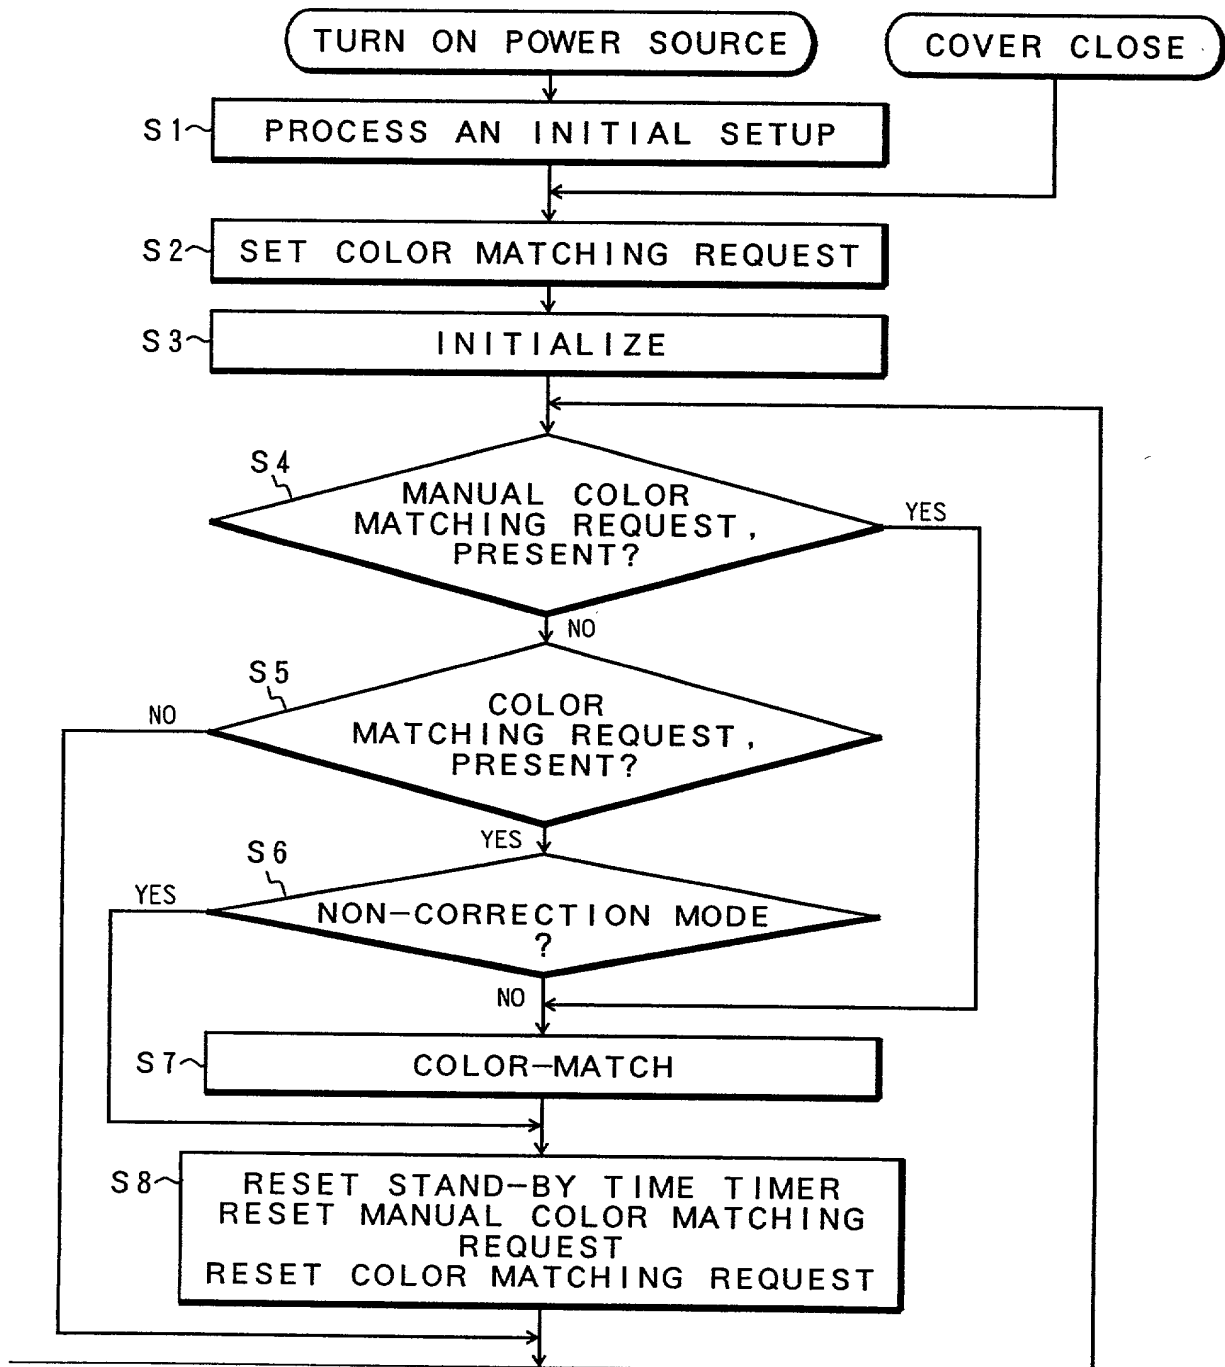 TURN ON POWER SOURCE
COVER CLOSE
S1
PROCESS AN INITIAL SETUP
S2
SET COLOR MATCHING REQUEST
S3
INITIALIZE
S4
MANUAL COLOR
MATCHING REQUEST,
PRESENT?
YES
NO
S5
COLOR
MATCHING REQUEST,
PRESENT?
NO
YES
S6
NON-CORRECTION MODE
?
YES
NO
S7
COLOR-MATCH
S8
RESET STAND-BY TIME TIMER
RESET MANUAL COLOR MATCHING
REQUEST
RESET COLOR MATCHING REQUEST